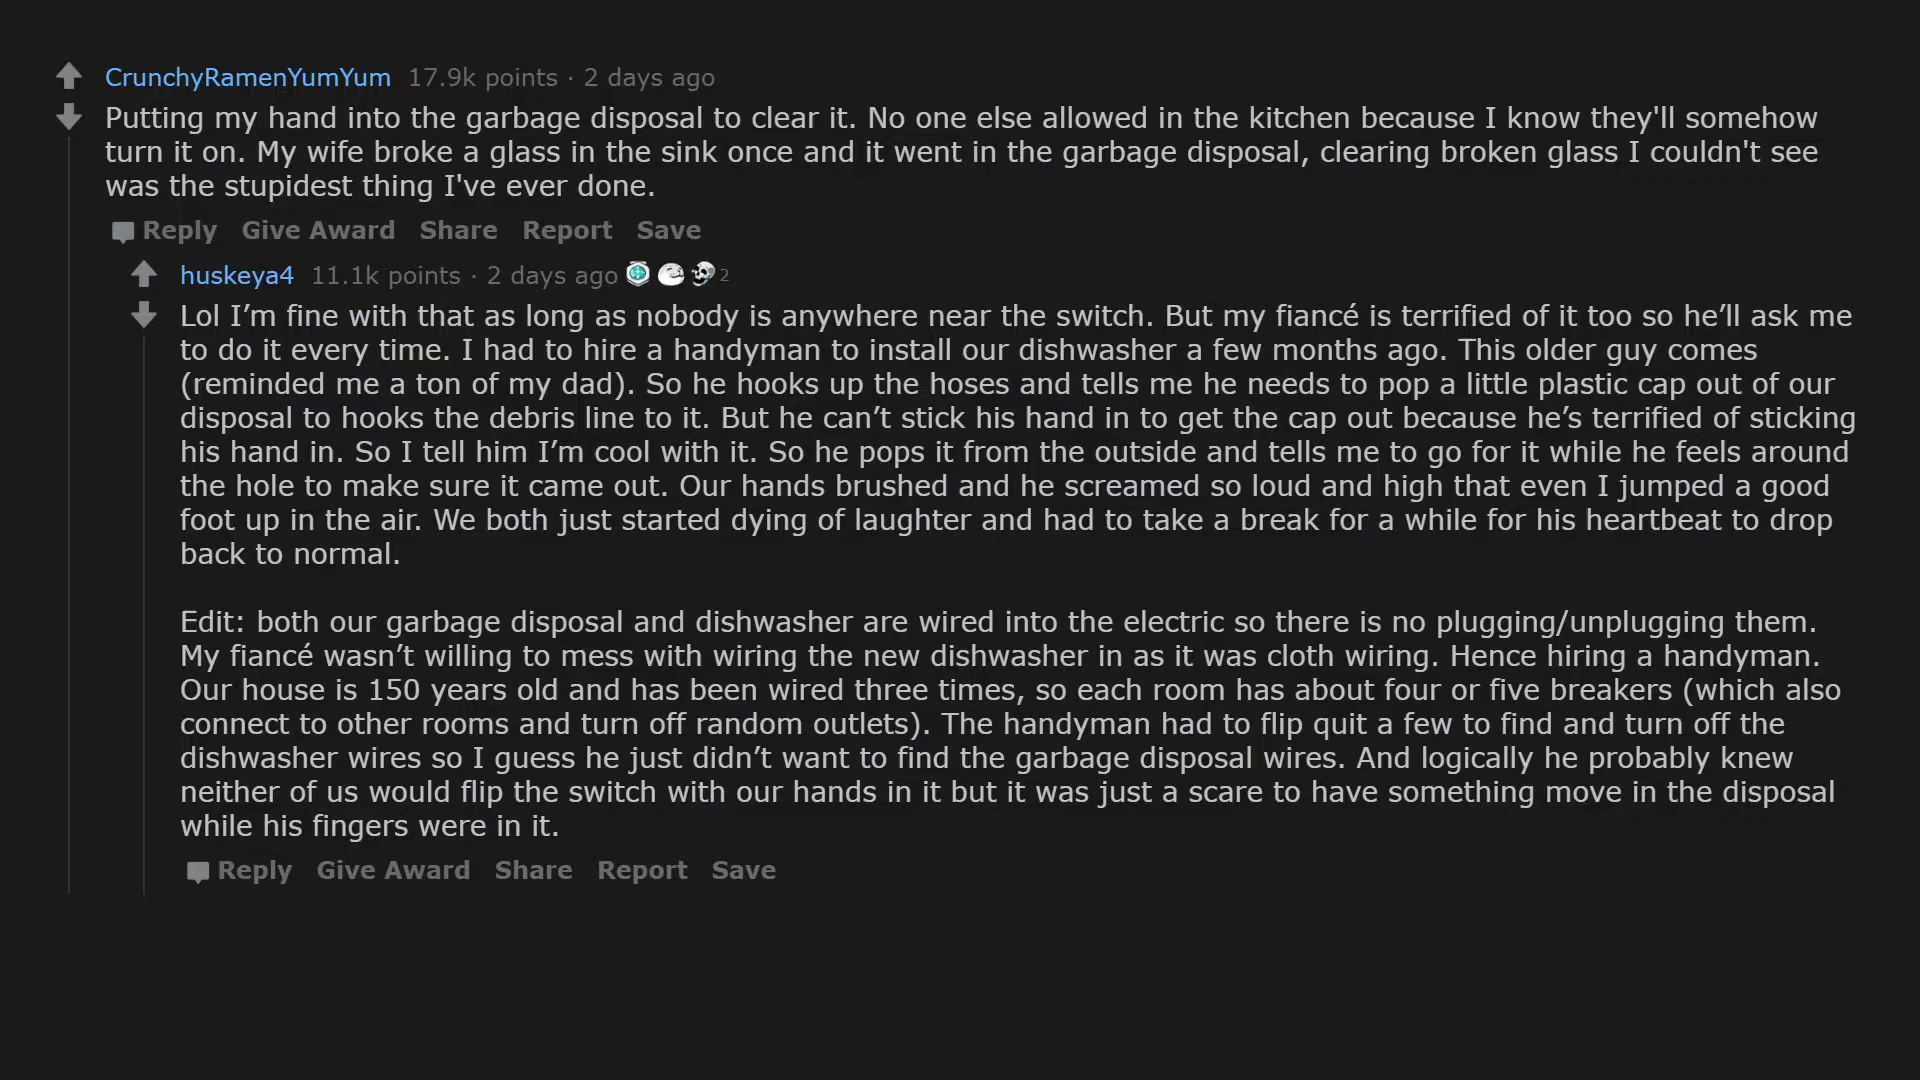 CrunchyRamenYumYum 17.9k points · 2 days ago
Putting my hand into the garbage disposal to clear it. No one else allowed in the kitchen because I know they'll somehow
turn it on. My wife broke a glass in the sink once and it went in the garbage disposal, clearing broken glass I couldn't see
was the stupidest thing I've ever done.
Reply Give Award Share Report Save
huskeya4 11.1k points · 2 days ago 2
Lol I’m fine with that as long as nobody is anywhere near the switch. But my fiancé is terrified of it too so he’ll ask me
to do it every time. I had to hire a handyman to install our dishwasher a few months ago. This older guy comes
(reminded me a ton of my dad). So he hooks up the hoses and tells me he needs to pop a little plastic cap out of our
disposal to hooks the debris line to it. But he can’t stick his hand in to get the cap out because he’s terrified of sticking
his hand in. So I tell him I’m cool with it. So he pops it from the outside and tells me to go for it while he feels around
the hole to make sure it came out. Our hands brushed and he screamed so loud and high that even I jumped a good
foot up in the air. We both just started dying of laughter and had to take a break for a while for his heartbeat to drop
back to normal.
Edit: both our garbage disposal and dishwasher are wired into the electric so there is no plugging/unplugging them.
My fiancé wasn’t willing to mess with wiring the new dishwasher in as it was cloth wiring. Hence hiring a handyman.
Our house is 150 years old and has been wired three times, so each room has about four or five breakers (which also
connect to other rooms and turn off random outlets). The handyman had to flip quit a few to find and turn off the
dishwasher wires so I guess he just didn’t want to find the garbage disposal wires. And logically he probably knew
neither of us would flip the switch with our hands in it but it was just a scare to have something move in the disposal
while his fingers were in it.
Reply Give Award Share Report Save